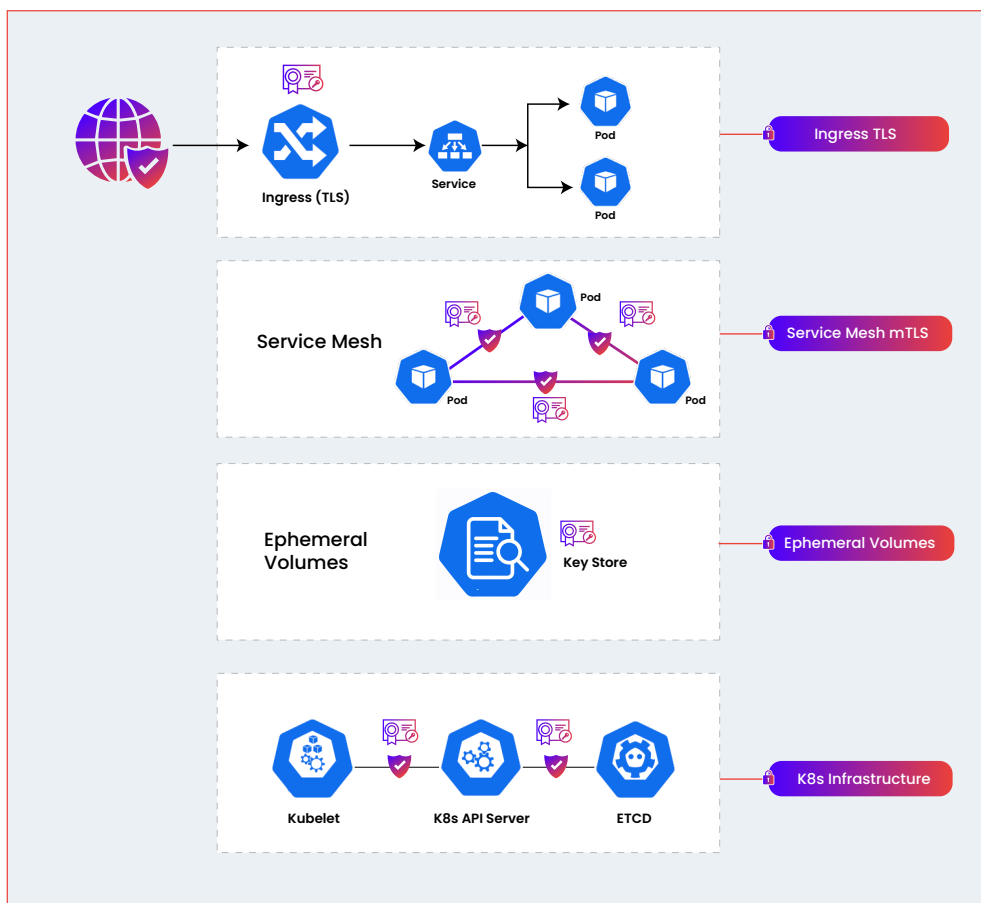 Ingress (TLS)
Service
Pod
Pod
Ingress TLS
Service Mesh
Pod
Pod
Pod
Service Mesh mTLS
Ephemeral
Volumes
Key Store
Ephemeral Volumes
Kubelet
K8s API Server
ETCD
K8s Infrastructure